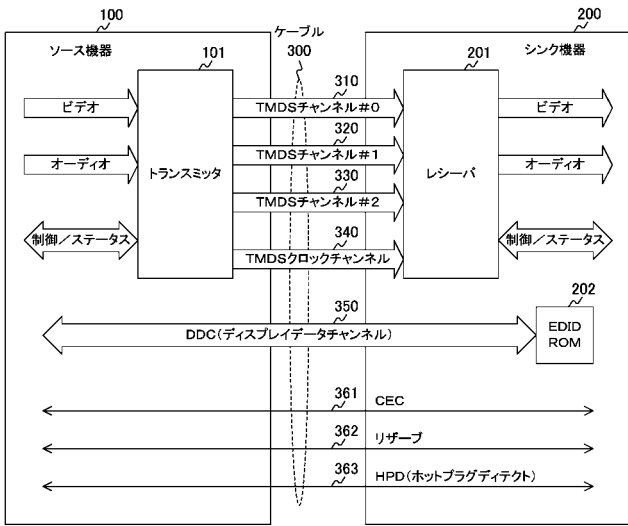 100
ケーブル
200
ソース機器
101
300
201
シンク機器
310
ビデオ
TMDSチャンネル#0
ビデオ
320
オーディオ
トランスミッタ
TMDSチャンネル#1
レシーバ
オーディオ
330
TMDSチャンネル#2
制御/ステータス
340
制御/ステータス
TMDSクロックチャンネル
350
202
DDC(ディスプレイデータチャンネル)
EDID
ROM
361
CEC
362
リザーブ
363
HPD(ホットプラグディテクト)